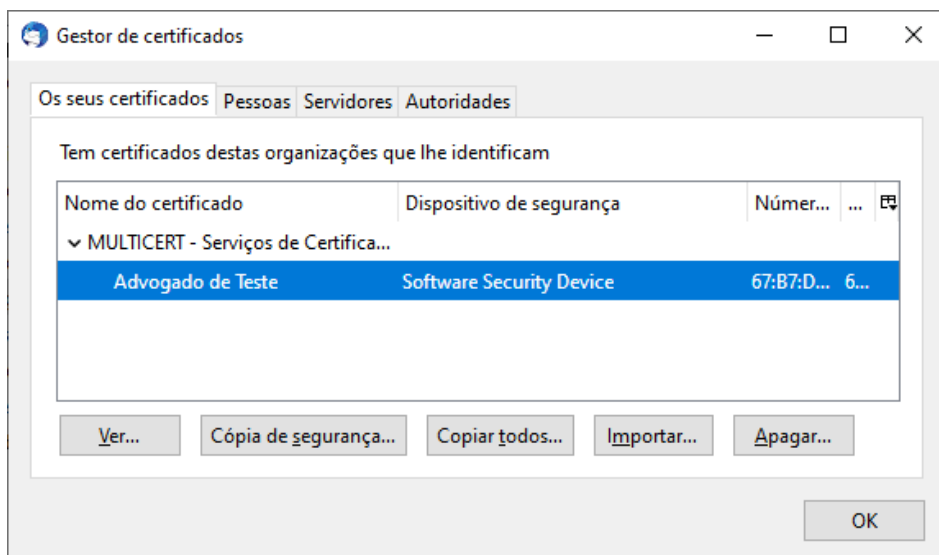 Gestor de certificados
Os seus certificados Pessoas Servidores Autoridades
Tem certificados destas organizações que lhe identificam
Nome do certificado Dispositivo de segurança Númer... ...
MULTICERT - Serviços de Certifica...
Advogado de Teste Software Security Device 67:B7:D... 6...
Ver... Cópia de segurança... Copiar todos... Importar... Apagar...
OK